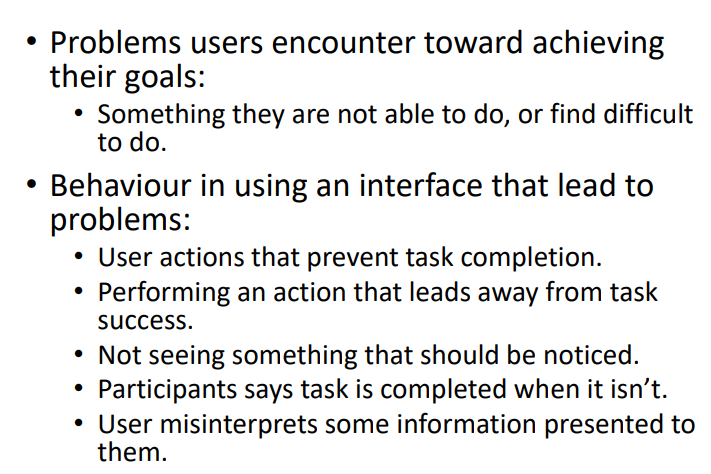 • Problems users encounter toward achieving
their goals:
• Something they are not able to do, or find difficult
to do.
• Behaviour in using an interface that lead to
problems:
• User actions that prevent task completion.
• Performing an action that leads away from task
success.
• Not seeing something that should be noticed.
• Participants says task is completed when it isn’t.
• User misinterprets some information presented to
them.